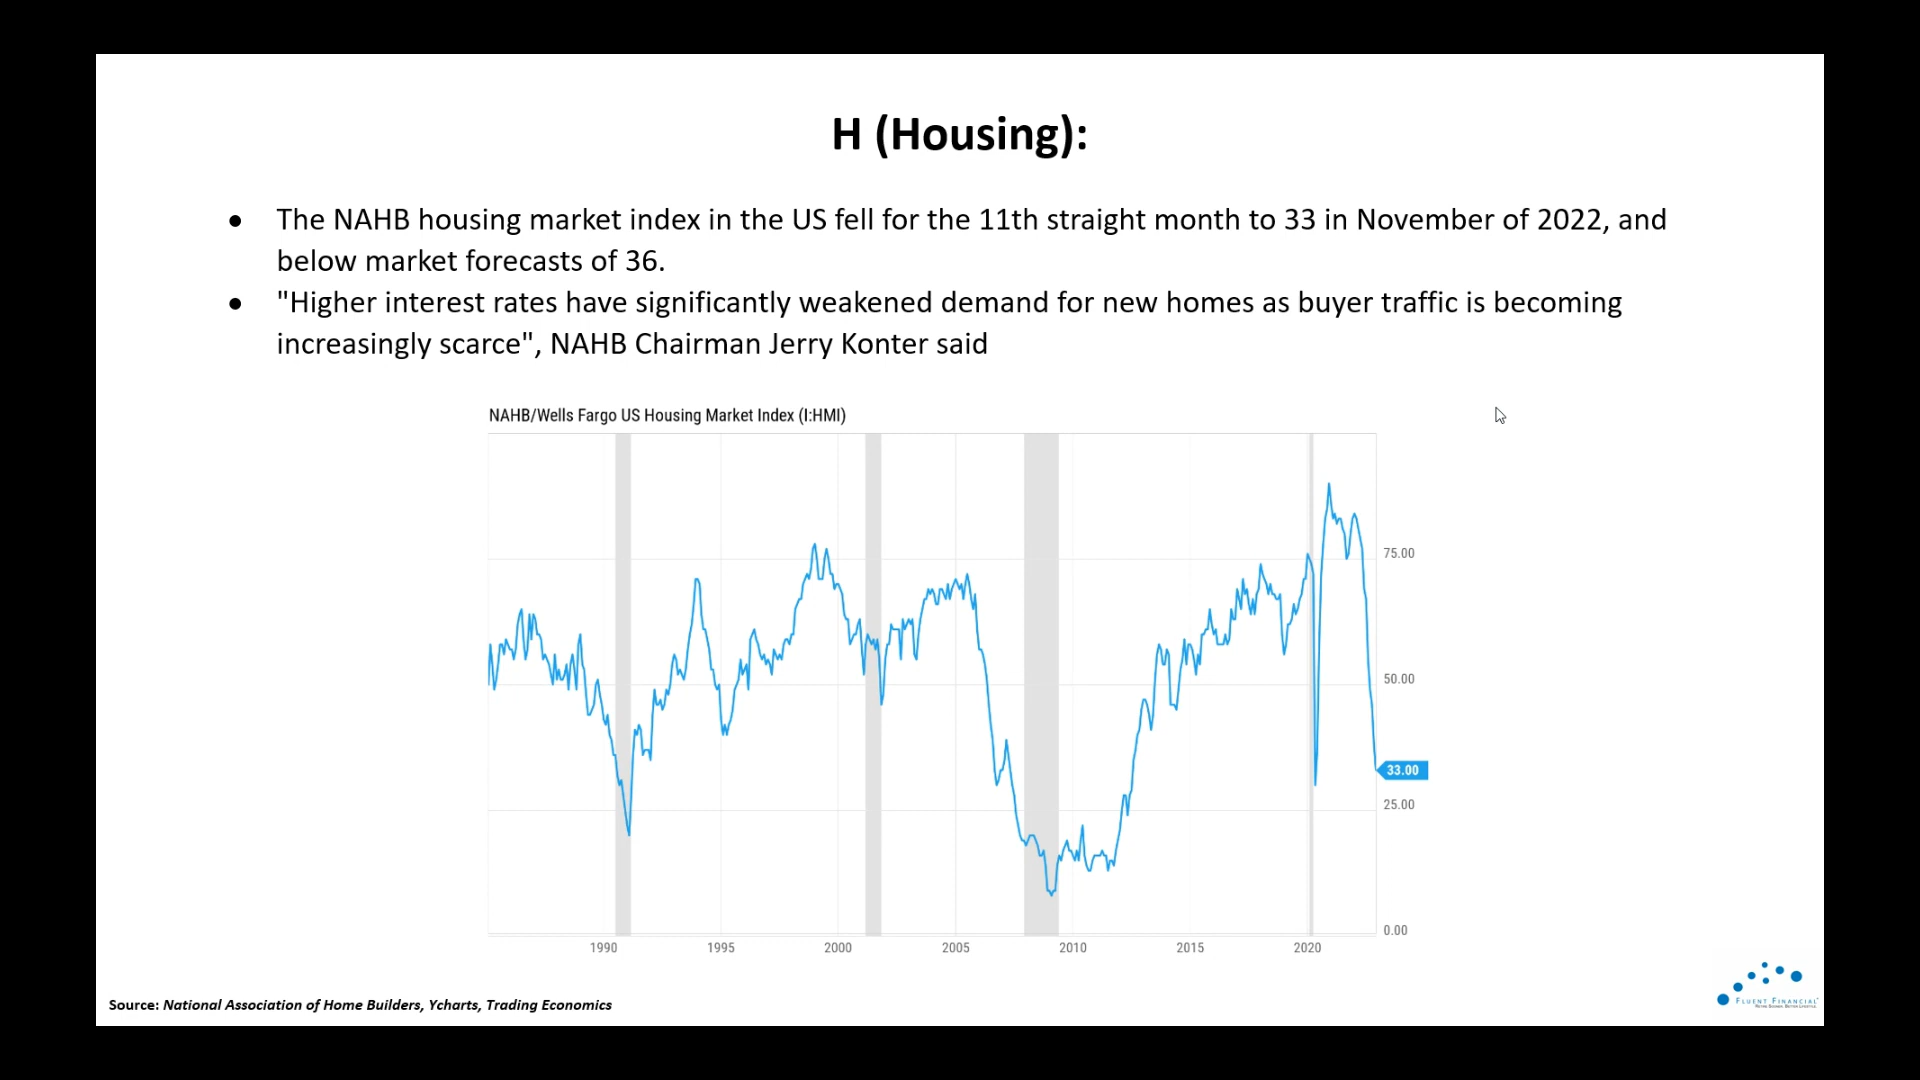 H (Housing):
● The NAHB housing market index in the US fell for the 11th straight month to 33 in November of 2022, and
below market forecasts of 36.
● "Higher interest rates have significantly weakened demand for new homes as buyer traffic is becoming
increasingly scarce", NAHB Chairman Jerry Konter said
NAHB/Wells Fargo US Housing Market Index (I:HMI)
75.00
50.00
33.00
25.00
0.00
1990 1995 2000 2005 2010 2015 2020
Source: National Association of Home Builders, Ycharts, Trading Economics
FLUENT FINANCIAL